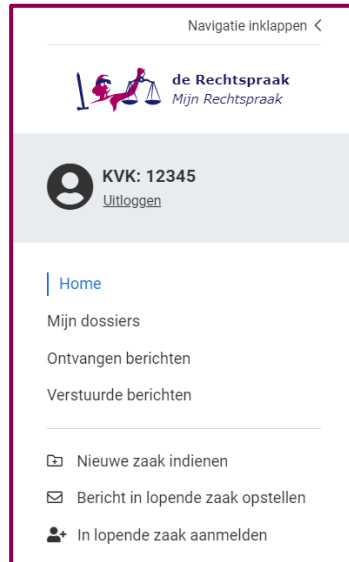 Navigatie inklappen
de Rechtspraak
Mijn Rechtspraak
KVK: 12345
Uitloggen
Home
Mijn dossiers
Ontvangen berichten
Verstuurde berichten
Nieuwe zaak indienen
Bericht in lopende zaak opstellen
In lopende zaak aanmelden